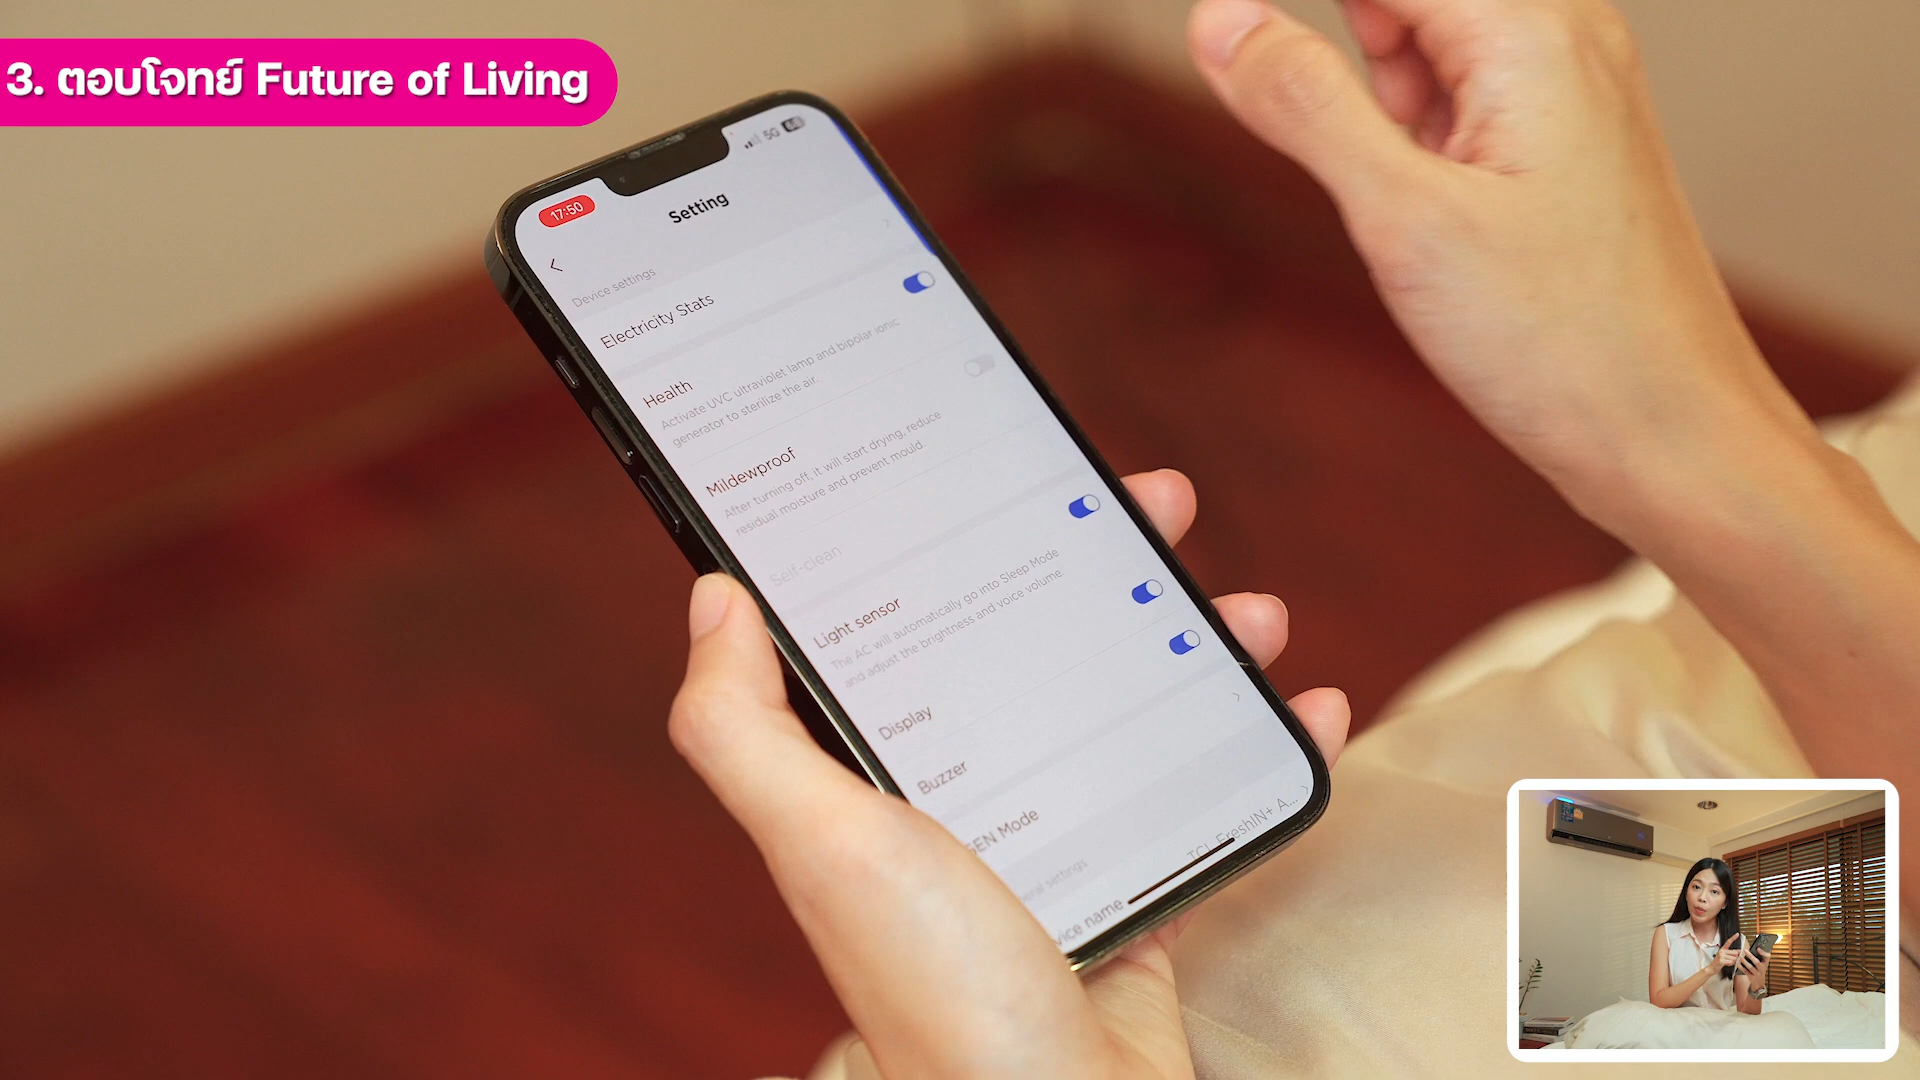 3. ตอบโจทย์ Future of Living
17:50
5G
Setting
Device settings
Electricity Stats
Health
Activate UVC ultraviolet lamp and bipolar ionic
generator to sterilize the air.
Mildewproof
After turning off, it will start drying, reduce
residual moisture and prevent mould.
Self-clean
Light sensor
The AC will automatically go into Sleep Mode
and adjust the brightness and voice volume
Display
Buzzer
GEN Mode
settings
TCL FreshIN+ A...
name